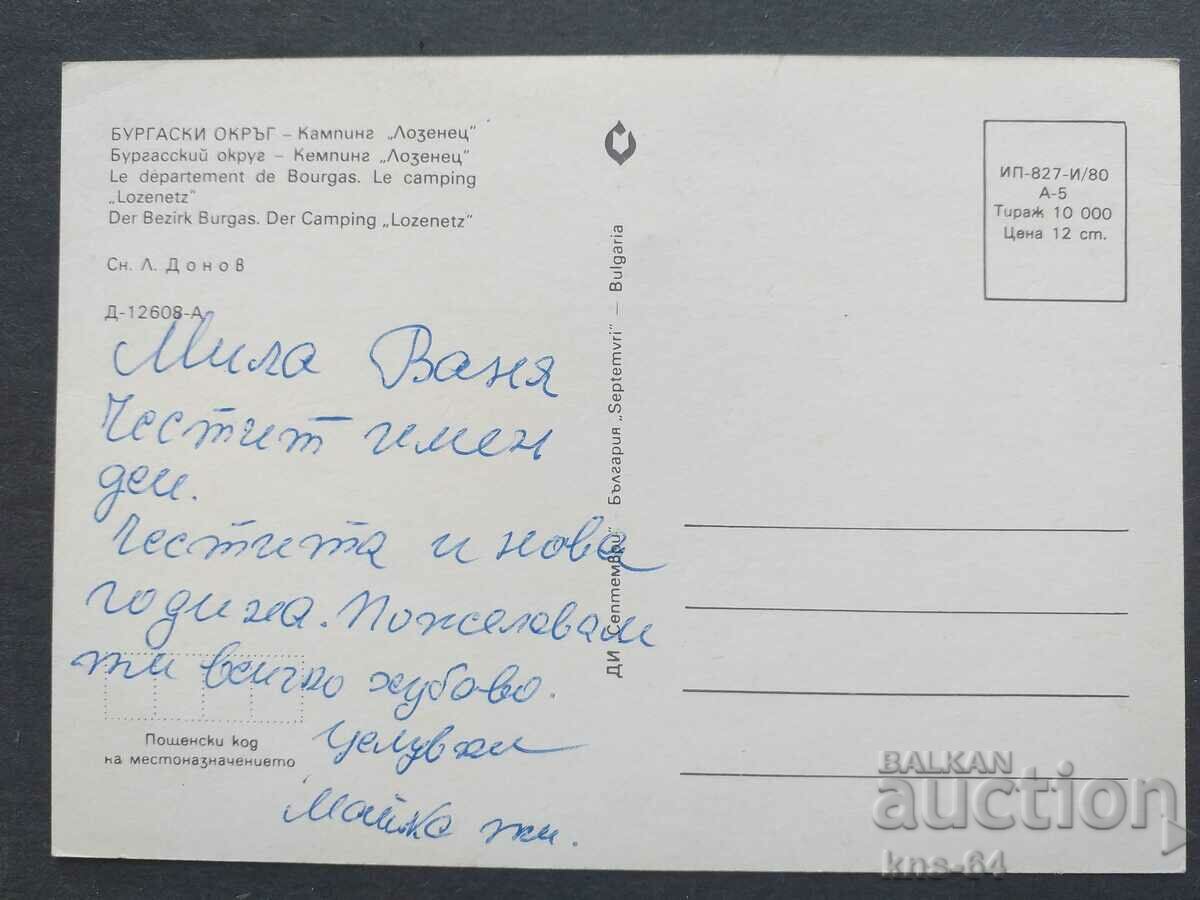 БУРГАСКИ ОКРЪГ – Кампинг „Лозенец"
Бургасский округ – Кемпинг „Лозенец"
Le département de Bourgas. Le camping
„Lozenetz"
Der Bezirk Burgas. Der Camping „Lozenetz"
Сн. Л. Донов
Д-12608-А
Мила Ваня
Честит имен
ден.
Честита и нова
година. Пожелавам
ти всичко хубаво.
Целувки
Майка ти.
Пощенски код
на местоназначението
ДИ „Септември" – България „Septemvri" – Bulgaria
ИП-827-И/80
А-5
Тираж 10 000
Цена 12 ст.
BALKAN
auction
kns-64